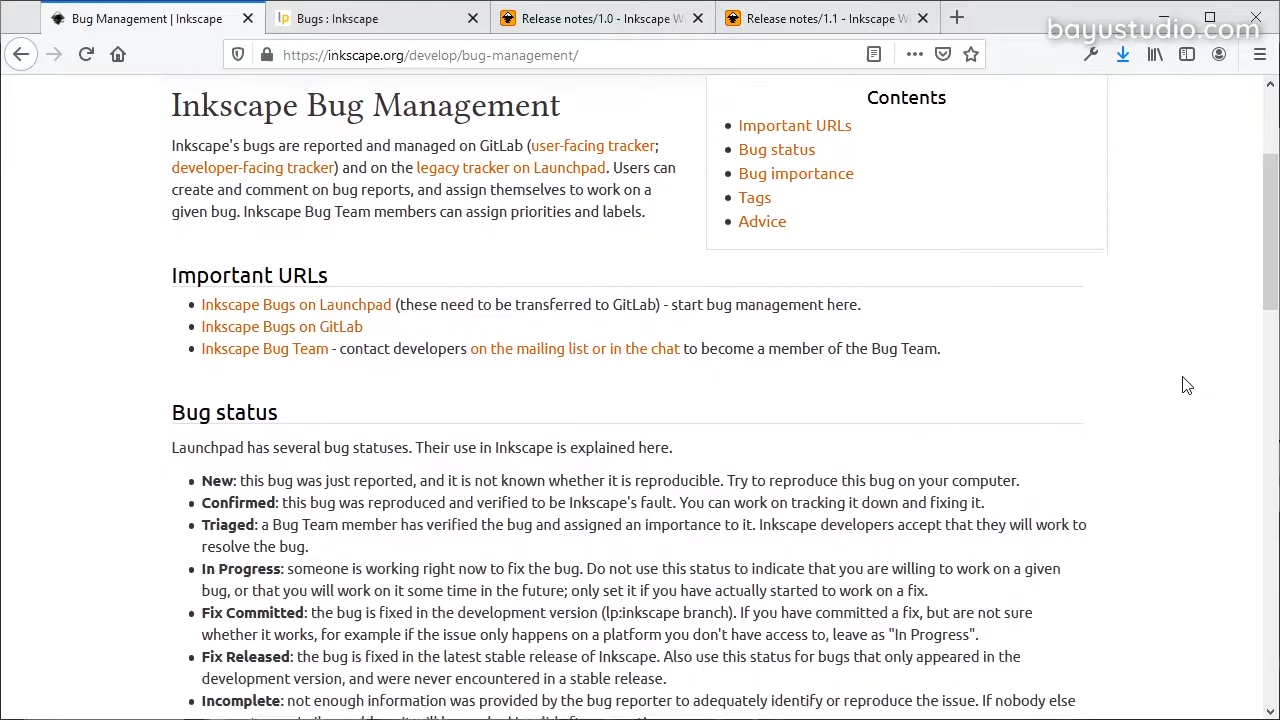 Bug Management | Inkscape
Bugs : Inkscape
Release notes/1.0 - Inkscape W
Release notes/1.1 - Inkscape W
bayustudio.com
https://inkscape.org/develop/bug-management/
Inkscape Bug Management
Inkscape's bugs are reported and managed on GitLab (user-facing tracker;
developer-facing tracker) and on the legacy tracker on Launchpad. Users can
create and comment on bug reports, and assign themselves to work on a
given bug. Inkscape Bug Team members can assign priorities and labels.
Contents
Important URLs
Bug status
Bug importance
Tags
Advice
Important URLs
Inkscape Bugs on Launchpad (these need to be transferred to GitLab) - start bug management here.
Inkscape Bugs on GitLab
Inkscape Bug Team - contact developers on the mailing list or in the chat to become a member of the Bug Team.
Bug status
Launchpad has several bug statuses. Their use in Inkscape is explained here.
New: this bug was just reported, and it is not known whether it is reproducible. Try to reproduce this bug on your computer.
Confirmed: this bug was reproduced and verified to be Inkscape's fault. You can work on tracking it down and fixing it.
Triaged: a Bug Team member has verified the bug and assigned an importance to it. Inkscape developers accept that they will work to
resolve the bug.
In Progress: someone is working right now to fix the bug. Do not use this status to indicate that you are willing to work on a given
bug, or that you will work on it some time in the future; only set it if you have actually started to work on a fix.
Fix Committed: the bug is fixed in the development version (lp:inkscape branch). If you have committed a fix, but are not sure
whether it works, for example if the issue only happens on a platform you don't have access to, leave as "In Progress".
Fix Released: the bug is fixed in the latest stable release of Inkscape. Also use this status for bugs that only appeared in the
development version, and were never encountered in a stable release.
Incomplete: not enough information was provided by the bug reporter to adequately identify or reproduce the issue. If nobody else